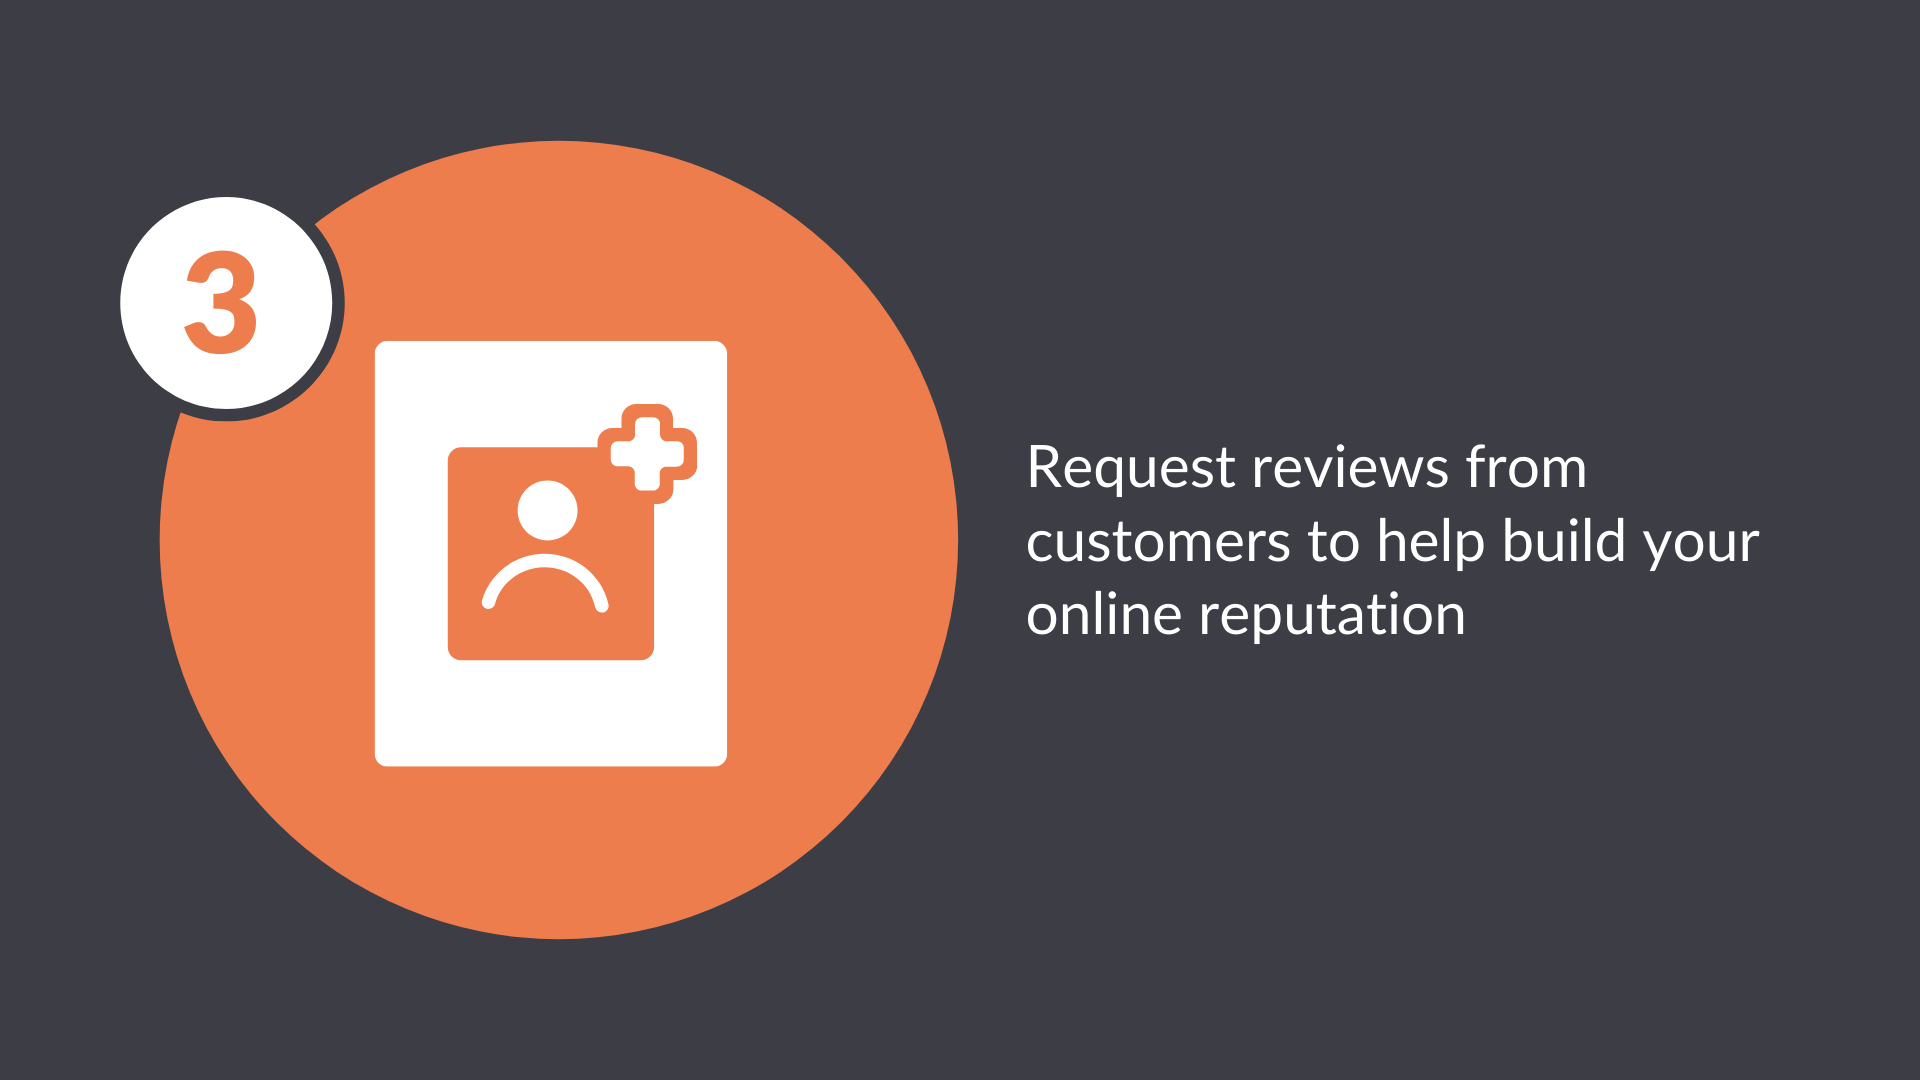 3
Request reviews from
customers to help build your
online reputation